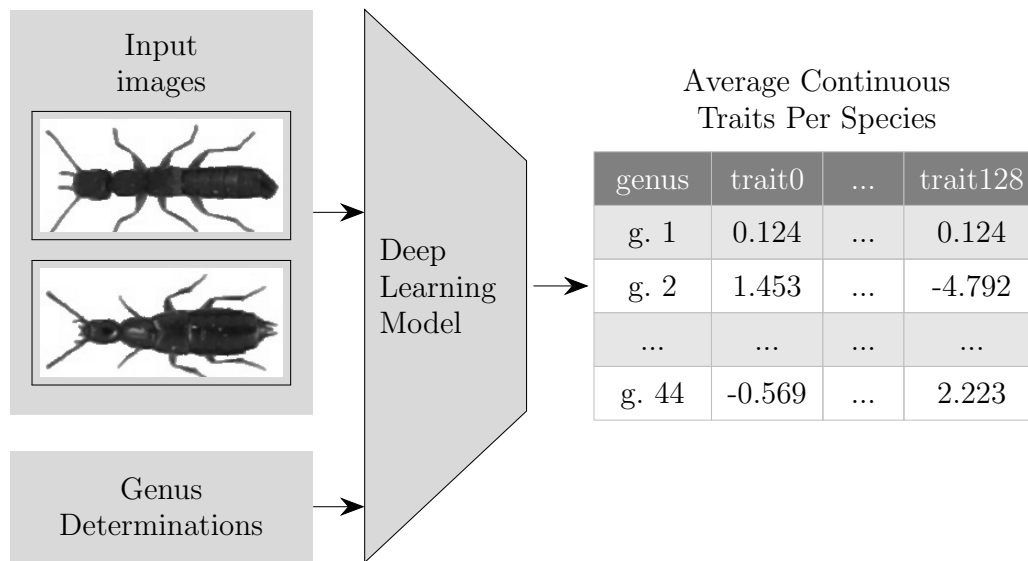 Input
images
Genus
Determinations
Deep
Learning
Model
Average Continuous
Traits Per Species
genus trait0 ... trait128
g. 1 0.124 ... 0.124
g. 2 1.453 ... -4.792
... ... ... ...
g. 44 -0.569 ... 2.223